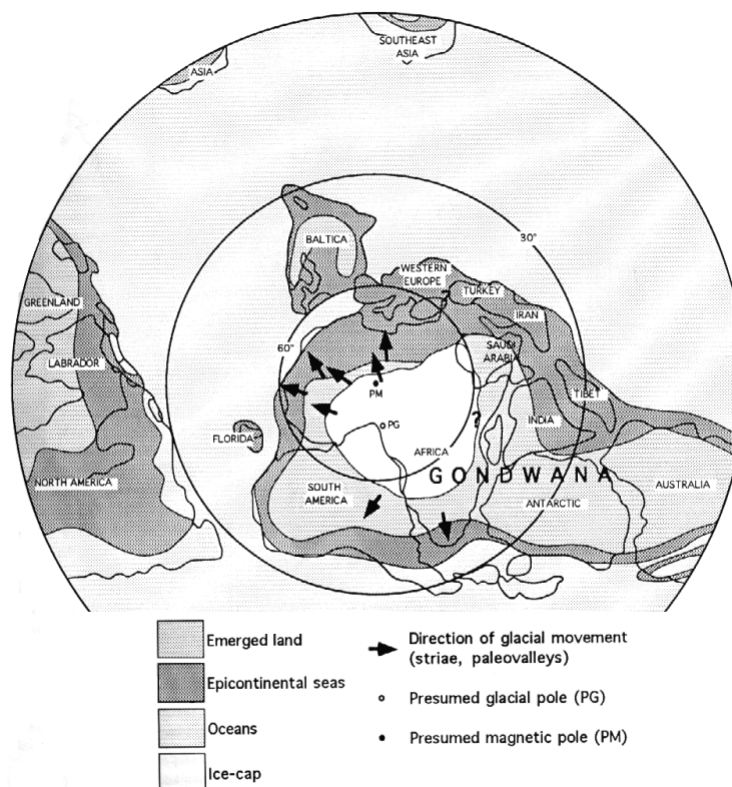 SOUTHEAST
ASIA
ASIA
BALTICA
30°
WESTERN
EUROPE
TURKEY
GREENLAND
IRAN
LABRADOR
60°
SAUDI
ARABI
PM
TIBET
?
INDIA
PG
FLORIDA
AFRICA
GONDWANA
NORTH AMERICA
SOUTH
AMERICA
AUSTRALIA
ANTARCTIC
Emerged land
Epicontinental seas
Oceans
Ice-cap
Direction of glacial movement
(striae, paleovalleys)
Presumed glacial pole (PG)
Presumed magnetic pole (PM)